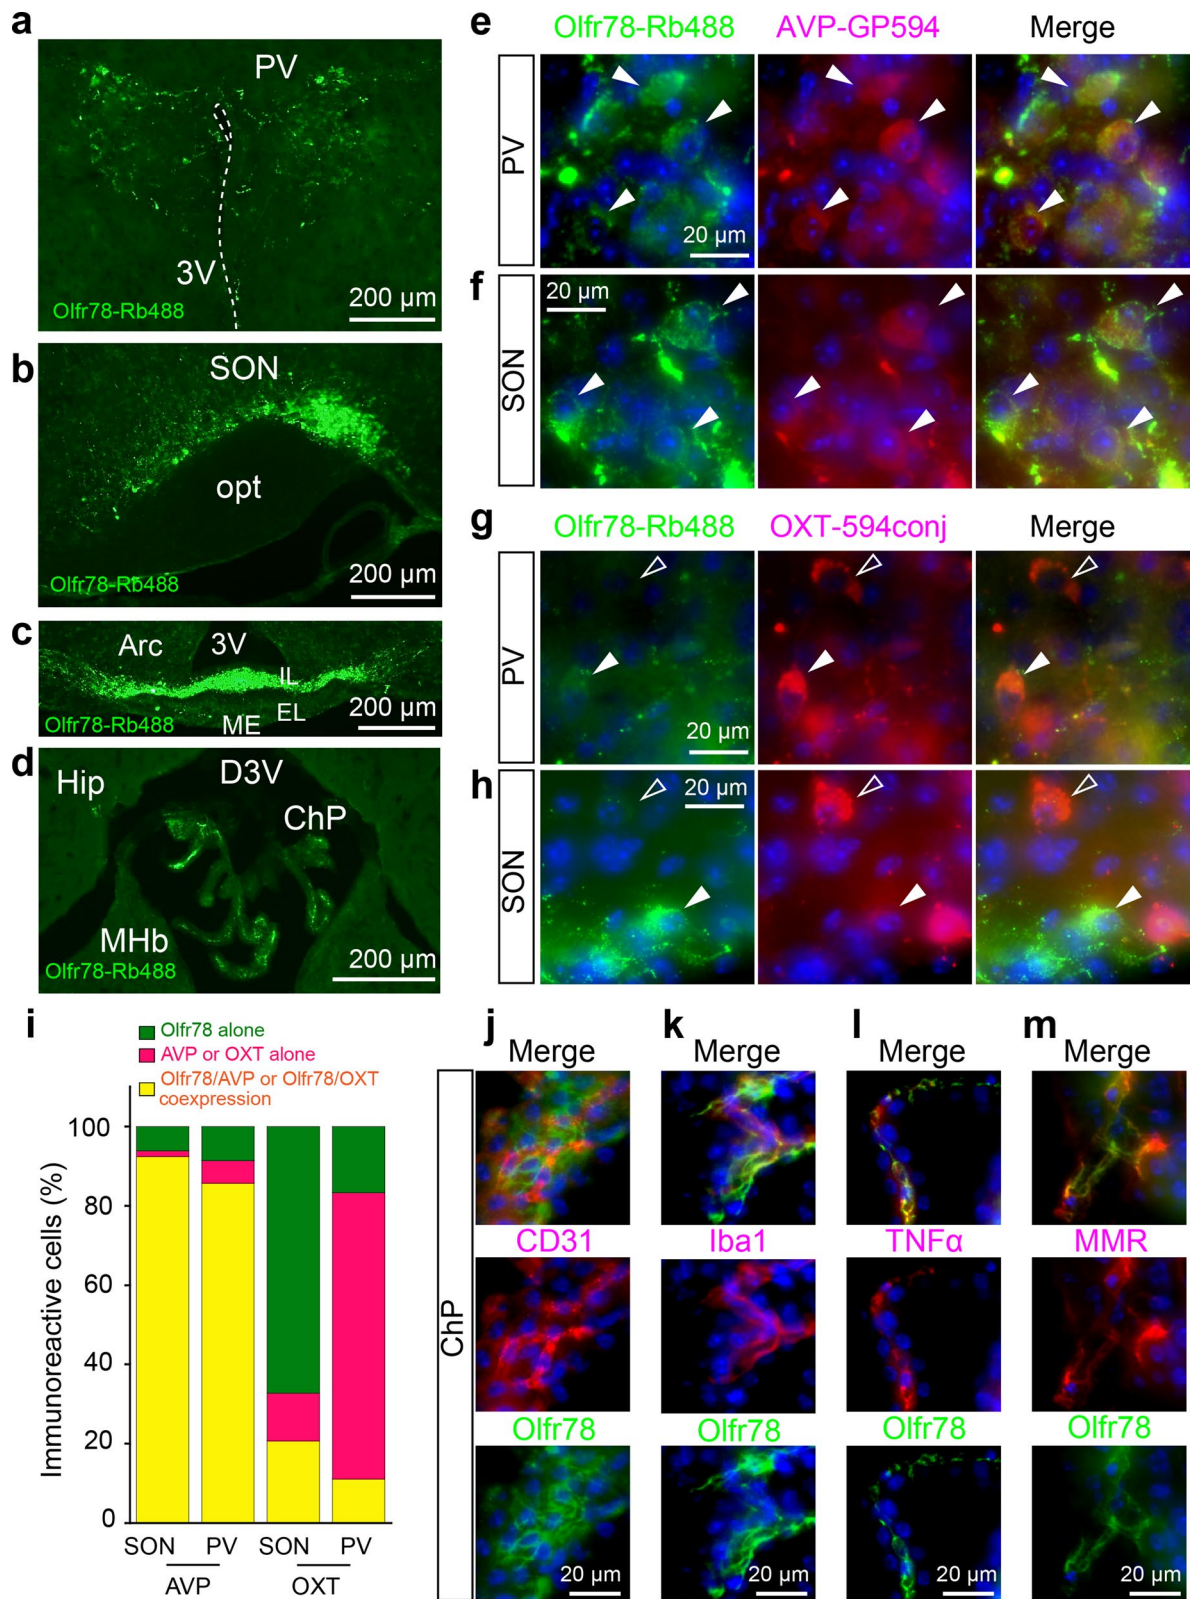 a
PV
3V
Olfr78-Rb488
200 µm
b
SON
opt
Olfr78-Rb488
200 µm
c
Arc
3V
IL
EL
ME
Olfr78-Rb488
200 µm
d
Hip
D3V
ChP
MHb
Olfr78-Rb488
200 µm
e
Olfr78-Rb488
AVP-GP594
Merge
PV
20 µm
f
SON
20 µm
g
Olfr78-Rb488
OXT-594conj
Merge
PV
20 µm
h
SON
20 µm
i
Olfr78 alone
AVP or OXT alone
Olfr78/AVP or Olfr78/OXT
coexpression
Immunoreactive cells (%)
100
80
60
40
20
0
SON PV SON PV
AVP OXT
j k l m
Merge Merge Merge Merge
ChP
CD31 Iba1 TNFα MMR
Olfr78 Olfr78 Olfr78 Olfr78
20 µm 20 µm 20 µm 20 µm